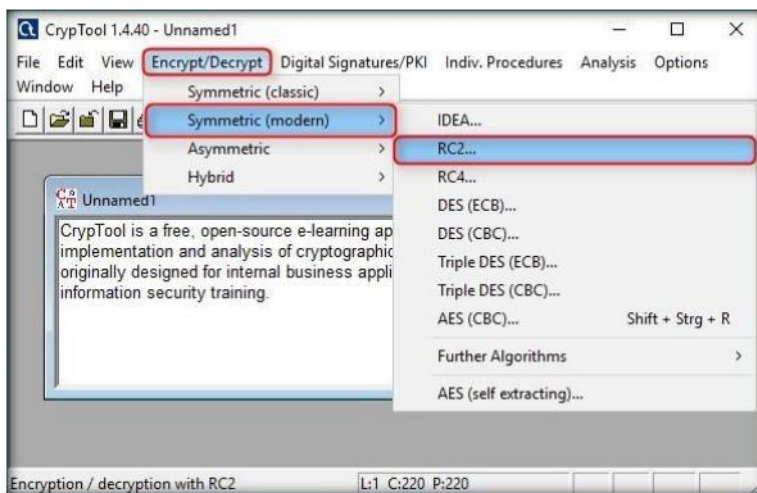 CrypTool 1.4.40 - Unnamed1
File Edit View Encrypt/Decrypt Digital Signatures/PKI Indiv. Procedures Analysis Options
Window Help
Symmetric (classic)
Symmetric (modern)
Asymmetric
Hybrid
IDEA...
RC2...
RC4...
DES (ECB)...
DES (CBC)...
Triple DES (ECB)...
Triple DES (CBC)...
AES (CBC)... Shift + Strg + R
Further Algorithms
AES (self extracting)...
Unnamed1
CrypTool is a free, open-source e-learning ap
implementation and analysis of cryptographic
originally designed for internal business appli
information security training.
Encryption / decryption with RC2 L:1 C:220 P:220